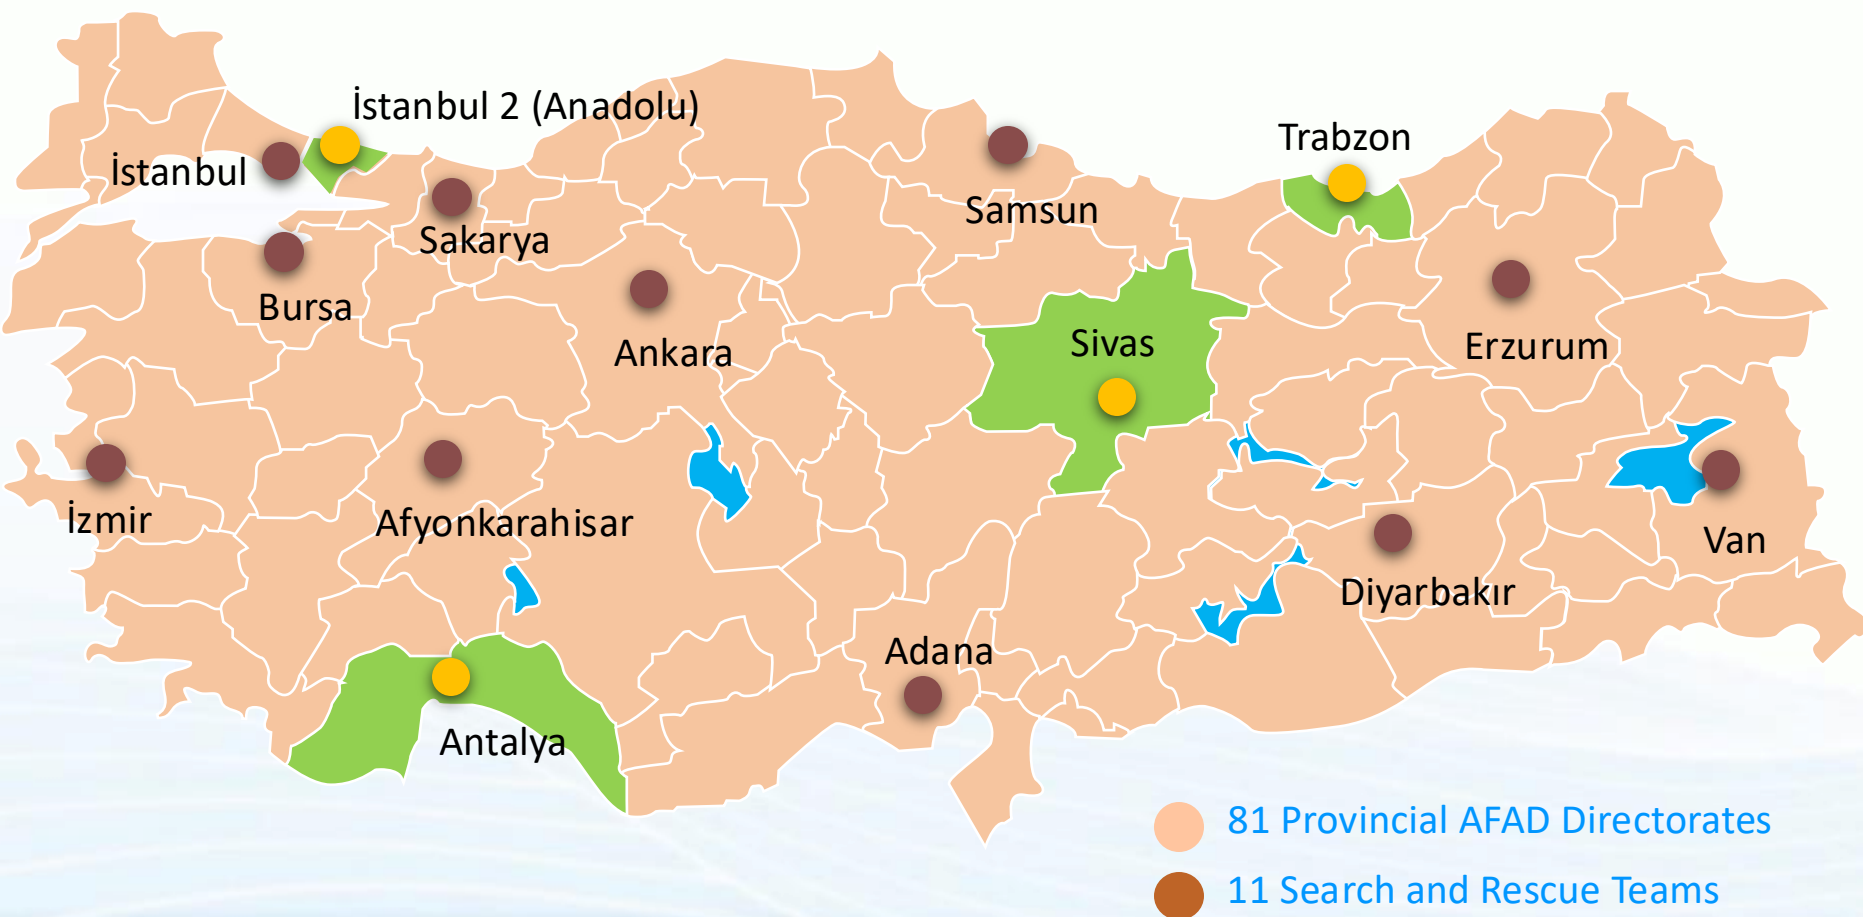 İstanbul 2 (Anadolu)
Trabzon
İstanbul
Samsun
Sakarya
Bursa
Sivas
Ankara
Erzurum
İzmir
Afyonkarahisar
Van
Diyarbakır
Adana
Antalya
81 Provincial AFAD Directorates
11 Search and Rescue Teams